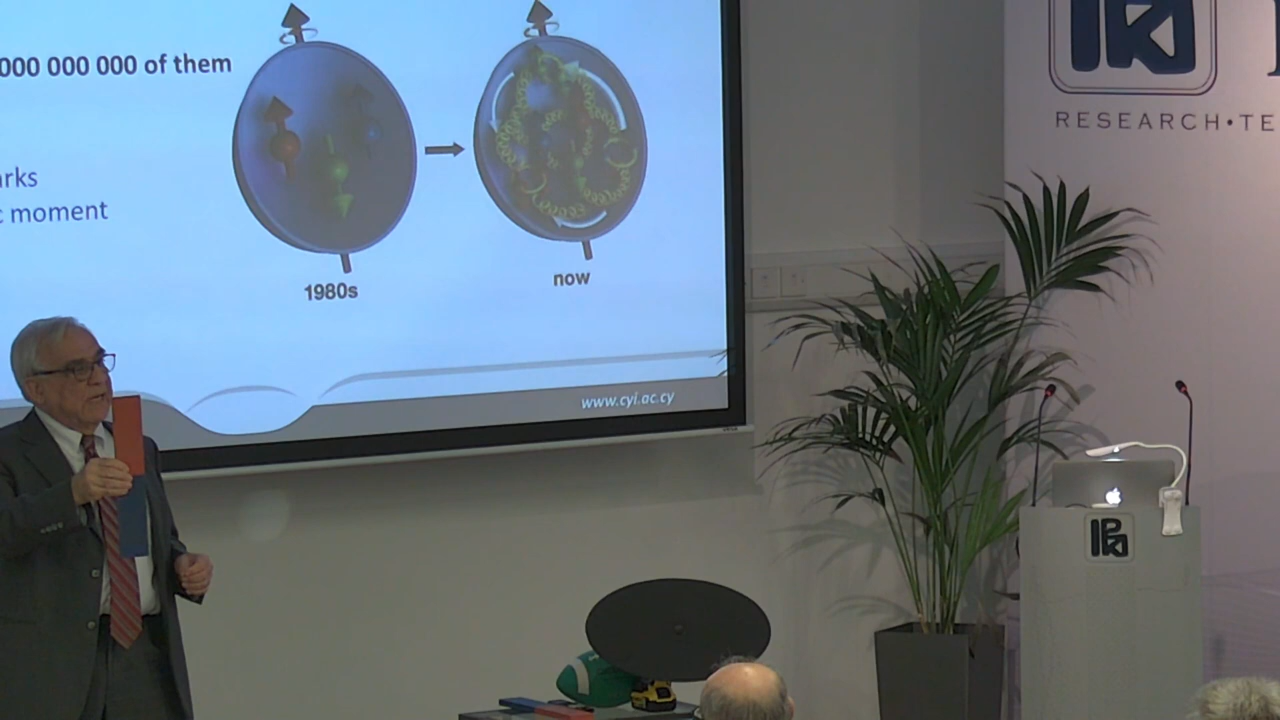 000 000 000 of them
arks
c moment
1980s
now
www.cyi.ac.cy
RESEARCH•TE